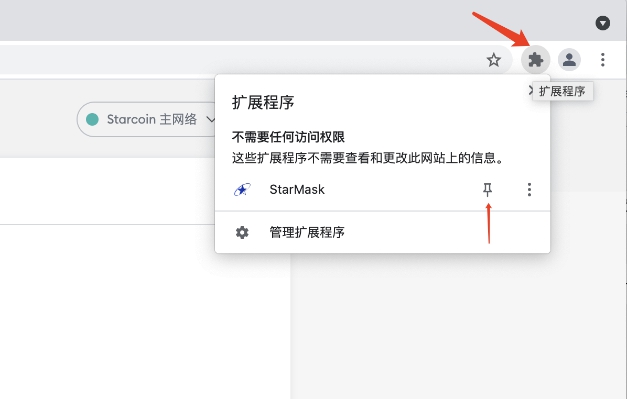 扩展程序
Starcoin 主网络
扩展程序
不需要任何访问权限
这些扩展程序不需要查看和更改此网站上的信息。
StarMask
管理扩展程序